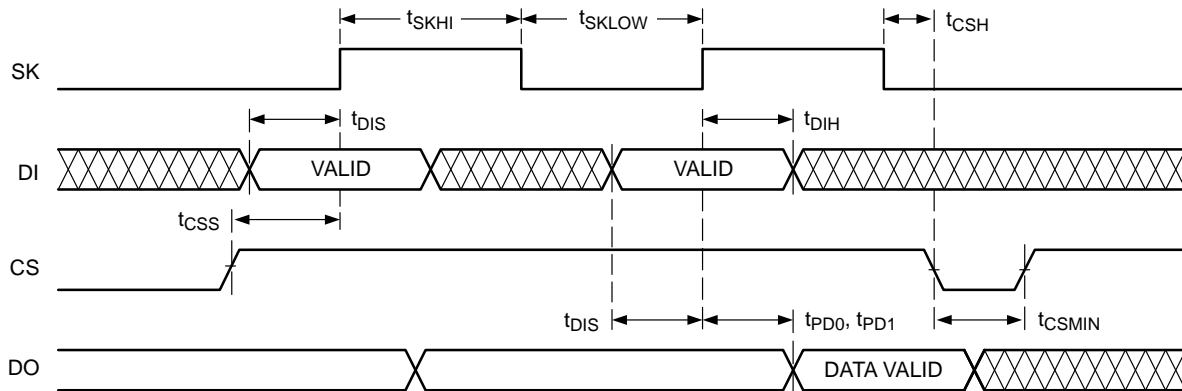 tSKHI tSKLOW tCSH
SK
tDIS tDIH
DI VALID VALID
tCSS
CS
tDIS tPD0, tPD1 tCSMIN
DO DATA VALID